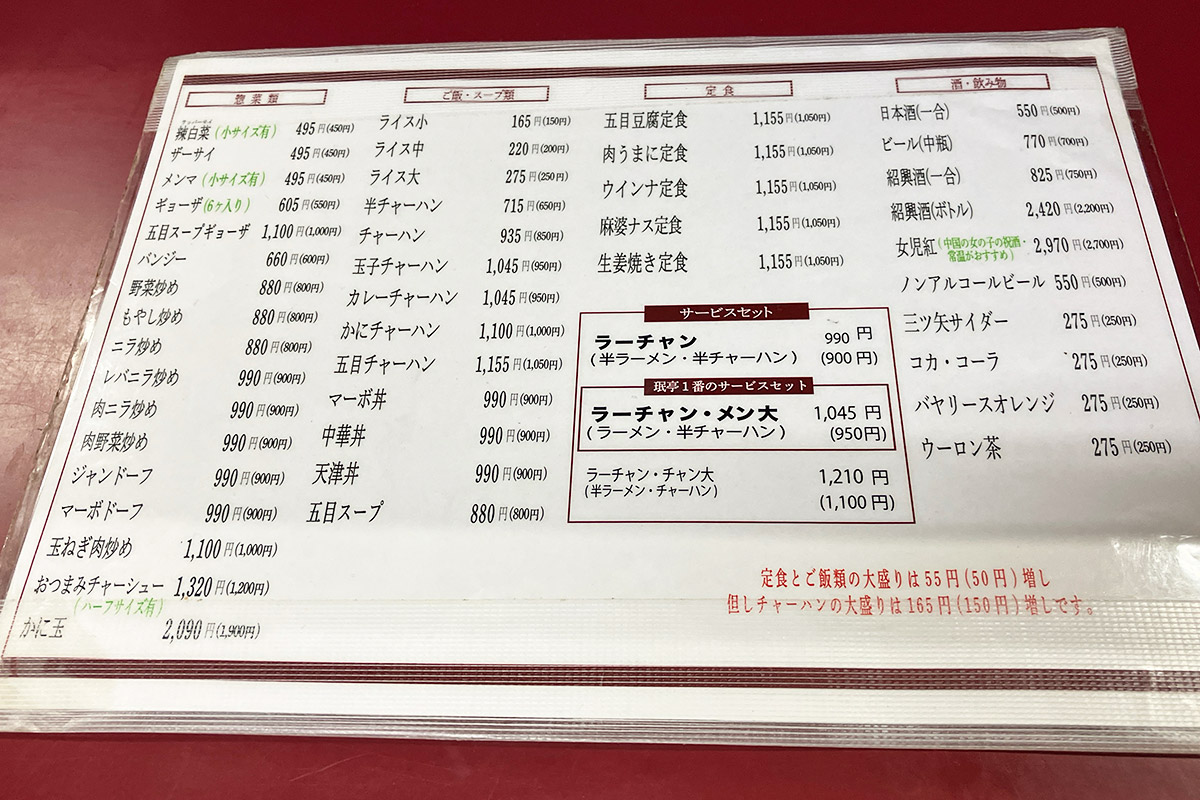 惣菜類
辣白菜(小サイズ有) 495円(450円)
ザーサイ 495円(450円)
メンマ(小サイズ有) 495円(450円)
ギョーザ(6ヶ入り) 605円(550円)
五目スープギョーザ 1,100円(1,000円)
バンジー 660円(600円)
野菜炒め 880円(800円)
もやし炒め 880円(800円)
ニラ炒め 880円(800円)
レバニラ炒め 990円(900円)
肉ニラ炒め 990円(900円)
肉野菜炒め 990円(900円)
ジャンドーフ 990円(900円)
マーボドーフ 990円(900円)
玉ねぎ肉炒め 1,100円(1,000円)
おつまみチャーシュー 1,320円(1,200円)
(ハーフサイズ有)
かに玉 2,090円(1,900円)
ご飯・スープ類
ライス小 165円(150円)
ライス中 220円(200円)
ライス大 275円(250円)
半チャーハン 715円(650円)
チャーハン 935円(850円)
玉子チャーハン 1,045円(950円)
カレーチャーハン 1,045円(950円)
かにチャーハン 1,100円(1,000円)
五目チャーハン 1,155円(1,050円)
マーボ丼 990円(900円)
中華丼 990円(900円)
天津丼 990円(900円)
五目スープ 880円(800円)
定食
五目豆腐定食 1,155円(1,050円)
肉うまに定食 1,155円(1,050円)
ウインナ定食 1,155円(1,050円)
麻婆ナス定食 1,155円(1,050円)
生姜焼き定食 1,155円(1,050円)
サービスセット
ラーチャン 990円
(半ラーメン・半チャーハン) (900円)
珉亭1番のサービスセット
ラーチャン・メン大 1,045円
(ラーメン・半チャーハン) (950円)
ラーチャン・チャン大 1,210円
(半ラーメン・チャーハン)
(1,100円)
酒・飲み物
日本酒(一合) 550円(500円)
ビール(中瓶) 770円(700円)
紹興酒(一合) 825円(750円)
紹興酒(ボトル) 2,420円(2,200円)
女児紅(中国の女の子の祝酒・ 2,970円(2,700円)
常温がおすすめ)
ノンアルコールビール 550円(500円)
三ツ矢サイダー 275円(250円)
コカ・コーラ 275円(250円)
バヤリースオレンジ 275円(250円)
ウーロン茶 275円(250円)
定食とご飯類の大盛りは55円(50円)増し
但しチャーハンの大盛りは165円(150円)増しです。